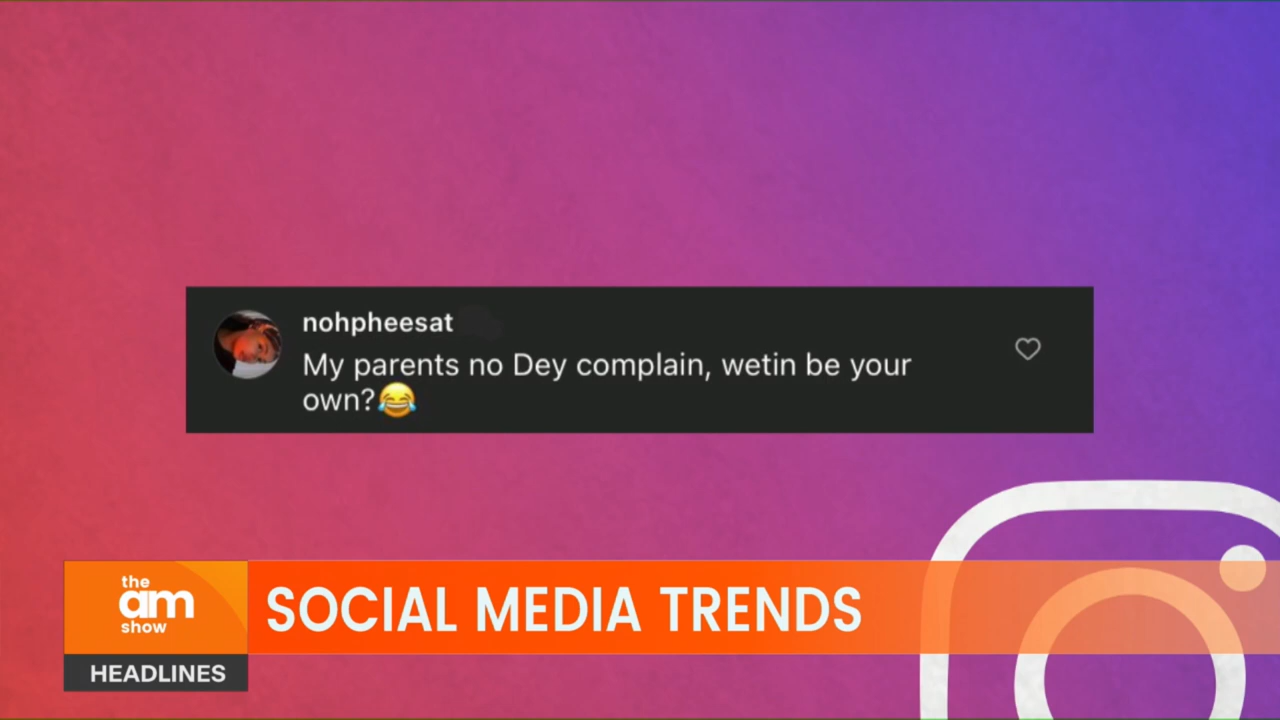 nohpheesat
My parents no Dey complain, wetin be your
own?😂
the
am
show
SOCIAL MEDIA TRENDS
HEADLINES